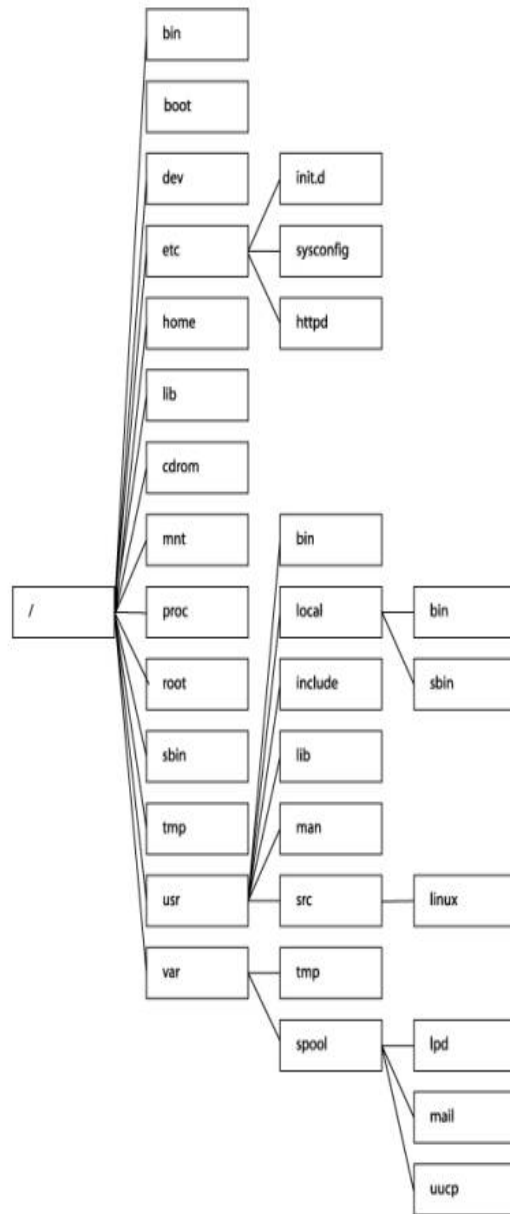 bin
boot
dev
init.d
etc
sysconfig
home
httpd
lib
cdrom
mnt
bin
/
proc
local
bin
root
include
sbin
sbin
lib
tmp
man
usr
src
linux
var
tmp
spool
lpd
mail
uucp